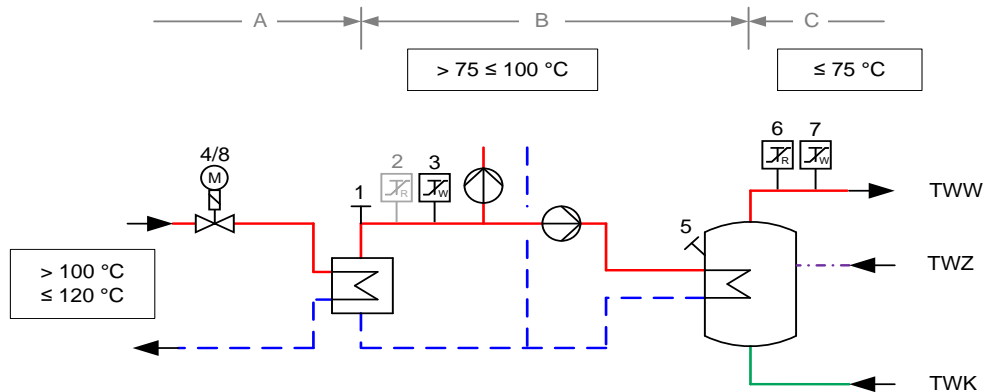 A
B
C
> 75 ≤ 100 °C
≤ 75 °C
4/8
M
2
R
3
W
1
6
R
7
W
TWW
5
> 100 °C
≤ 120 °C
TWZ
TWK